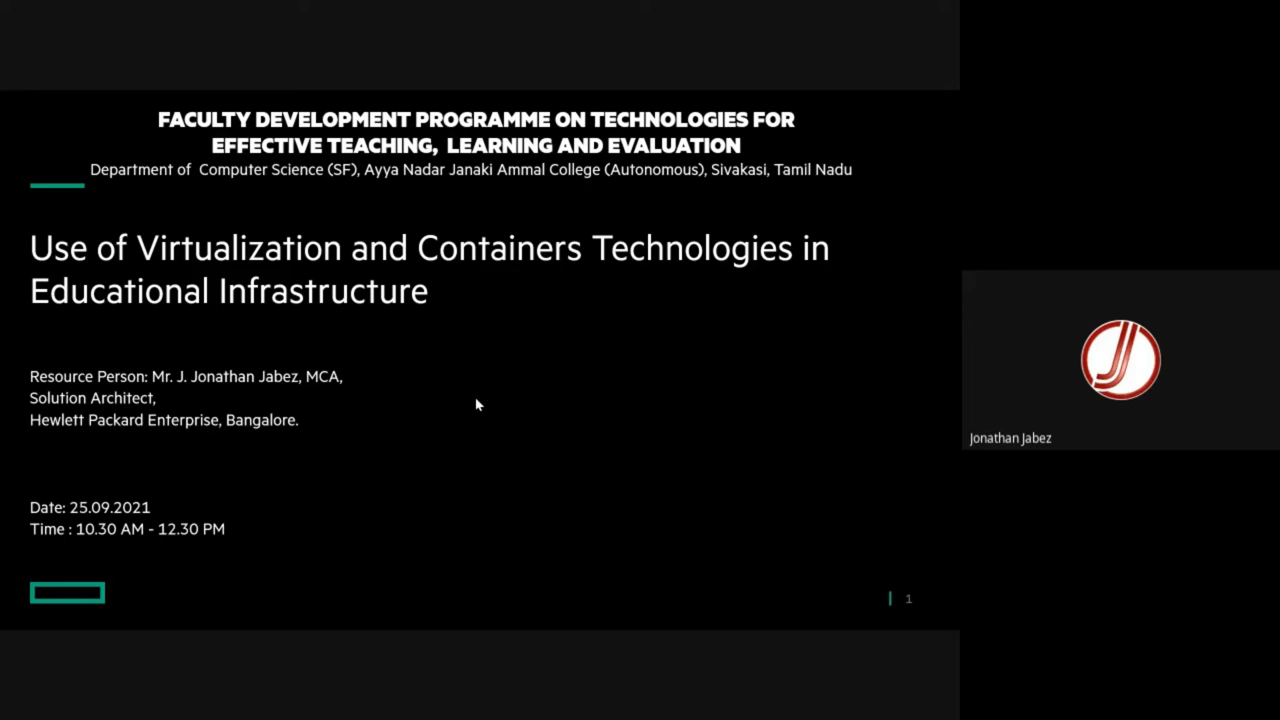 FACULTY DEVELOPMENT PROGRAMME ON TECHNOLOGIES FOR
EFFECTIVE TEACHING, LEARNING AND EVALUATION
Department of Computer Science (SF), Ayya Nadar Janaki Ammal College (Autonomous), Sivakasi, Tamil Nadu
Use of Virtualization and Containers Technologies in
Educational Infrastructure
Resource Person: Mr. J. Jonathan Jabez, MCA,
Solution Architect,
Hewlett Packard Enterprise, Bangalore.
Jonathan Jabez
Date: 25.09.2021
Time : 10.30 AM - 12.30 PM
1